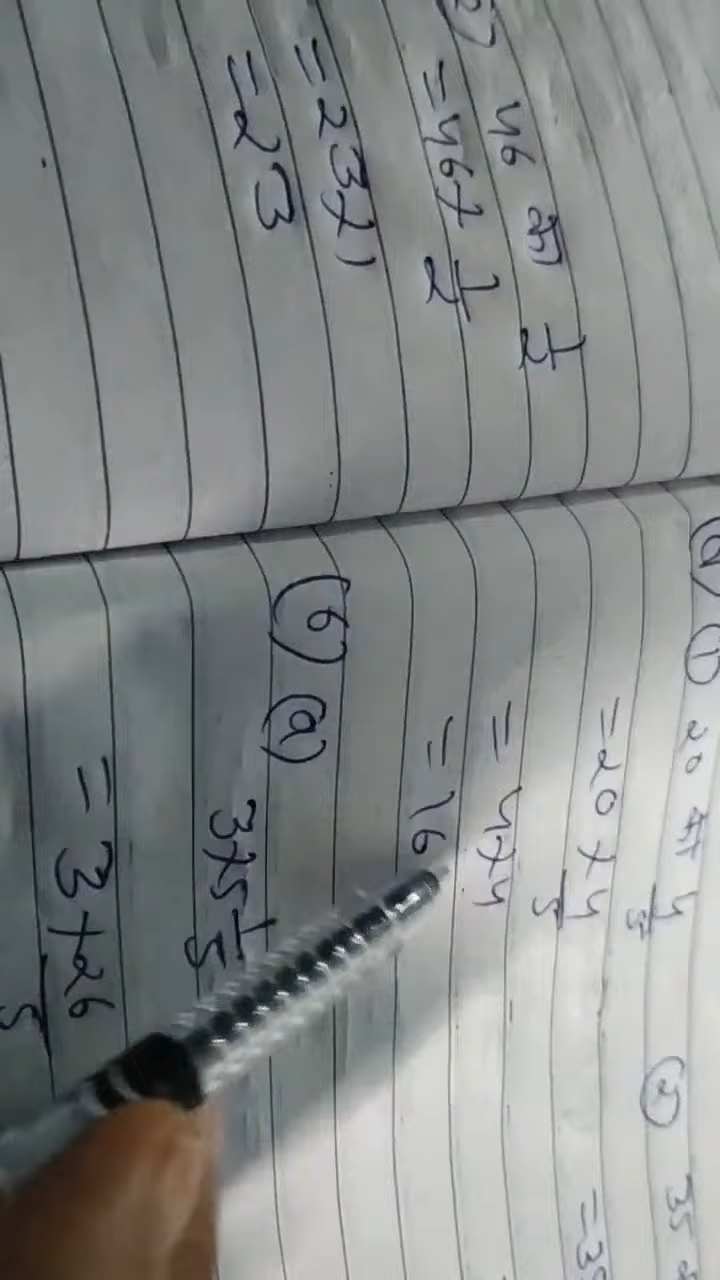 2) 46 का 1/2
= 46 × 1/2
= 23 × 1
= 23
(d) (1) 20 का 4/5
= 20 × 4/5
= 4 × 4
= 16
(2) 35
= 3
(6) (a)
3 × 5 1/5
= 3 × 26/5